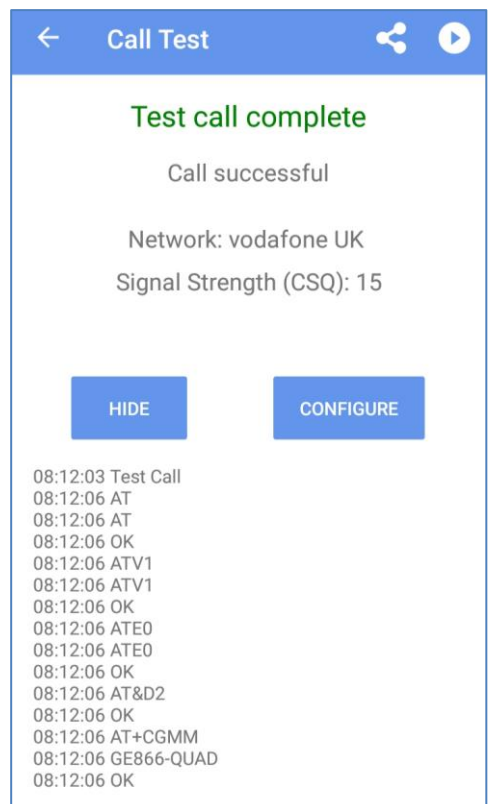 Call Test
Test call complete
Call successful
Network: vodafone UK
Signal Strength (CSQ): 15
HIDE CONFIGURE
08:12:03 Test Call
08:12:06 AT
08:12:06 AT
08:12:06 OK
08:12:06 ATV1
08:12:06 ATV1
08:12:06 OK
08:12:06 ATE0
08:12:06 ATE0
08:12:06 OK
08:12:06 AT&D2
08:12:06 OK
08:12:06 AT+CGMM
08:12:06 GE866-QUAD
08:12:06 OK